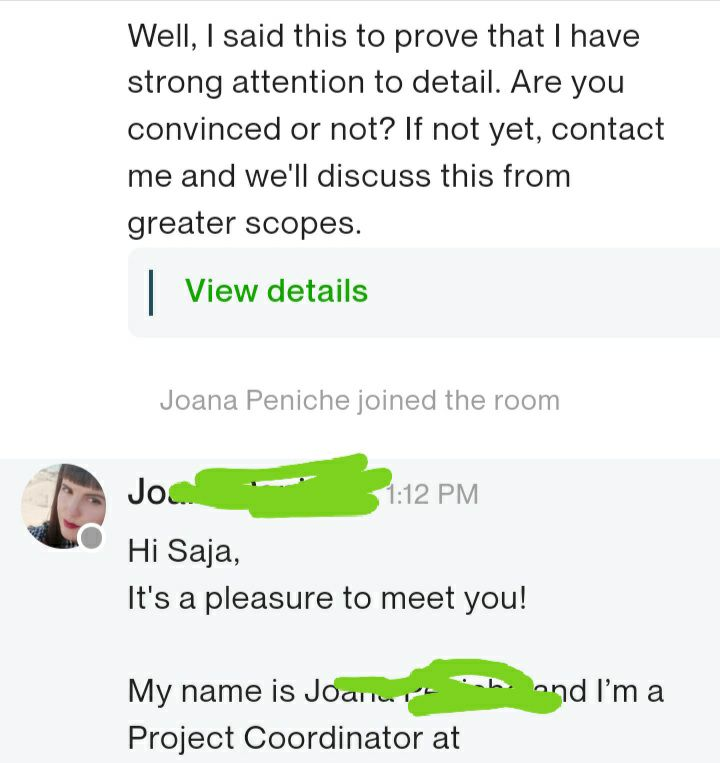 Well, I said this to prove that I have
strong attention to detail. Are you
convinced or not? If not yet, contact
me and we'll discuss this from
greater scopes.
View details
Joana Peniche joined the room
1:12 PM
Hi Saja,
It's a pleasure to meet you!
My name is and I’m a
Project Coordinator at